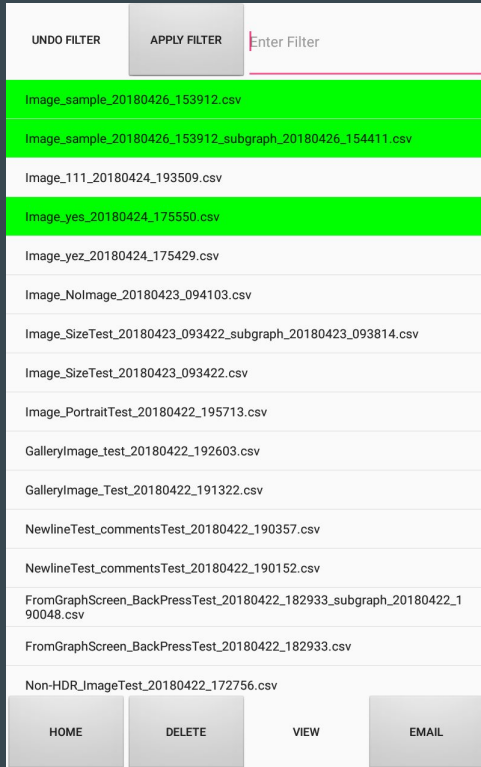 UNDO FILTER APPLY FILTER Enter Filter
Image_sample_20180426_153912.csv
Image_sample_20180426_153912_subgraph_20180426_154411.csv
Image_111_20180424_193509.csv
Image_yes_20180424_175550.csv
Image_yez_20180424_175429.csv
Image_NoImage_20180423_094103.csv
Image_SizeTest_20180423_093422_subgraph_20180423_093814.csv
Image_SizeTest_20180423_093422.csv
Image_PortraitTest_20180422_195713.csv
GalleryImage_test_20180422_192603.csv
GalleryImage_Test_20180422_191322.csv
NewlineTest_commentsTest_20180422_190357.csv
NewlineTest_commentsTest_20180422_190152.csv
FromGraphScreen_BackPressTest_20180422_182933_subgraph_20180422_1
90048.csv
FromGraphScreen_BackPressTest_20180422_182933.csv
Non-HDR_ImageTest_20180422_172756.csv
HOME DELETE VIEW EMAIL